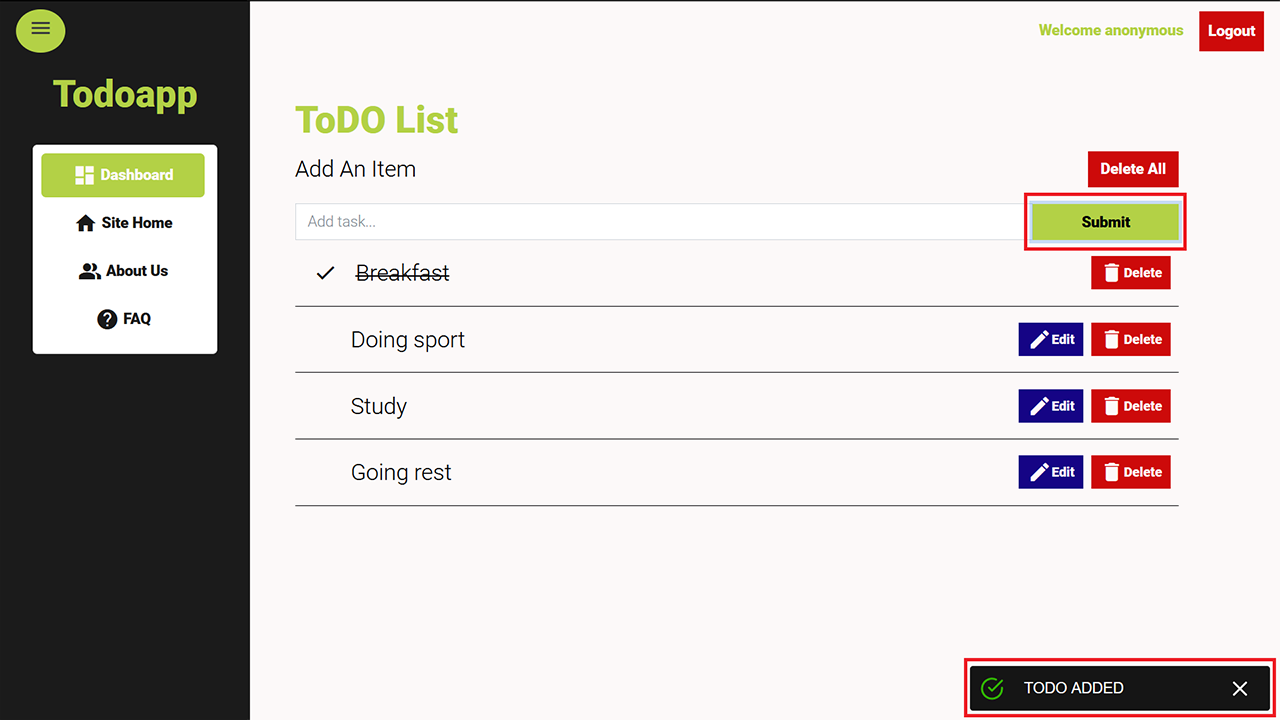 Welcome anonymous
Logout
Todoapp
Dashboard
Site Home
About Us
FAQ
ToDO List
Add An Item
Delete All
Add task...
Submit
Breakfast
Delete
Doing sport
Edit
Delete
Study
Edit
Delete
Going rest
Edit
Delete
TODO ADDED